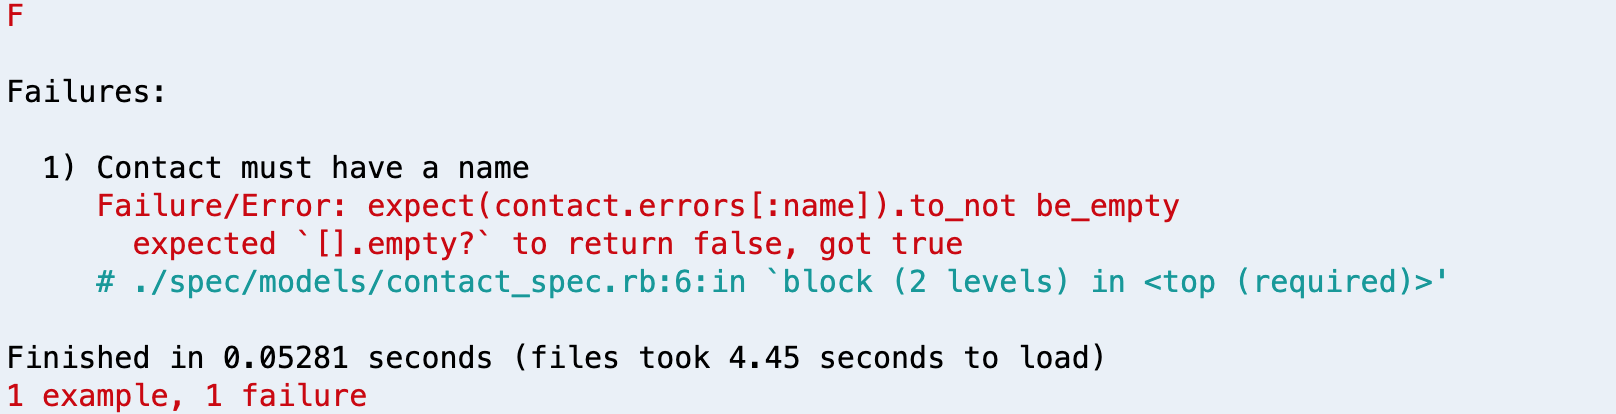 F
Failures:
1) Contact must have a name
Failure/Error: expect(contact.errors[:name]).to_not be_empty
expected `[].empty?` to return false, got true
# ./spec/models/contact_spec.rb:6:in `block (2 levels) in <top (required)>'
Finished in 0.05281 seconds (files took 4.45 seconds to load)
1 example, 1 failure